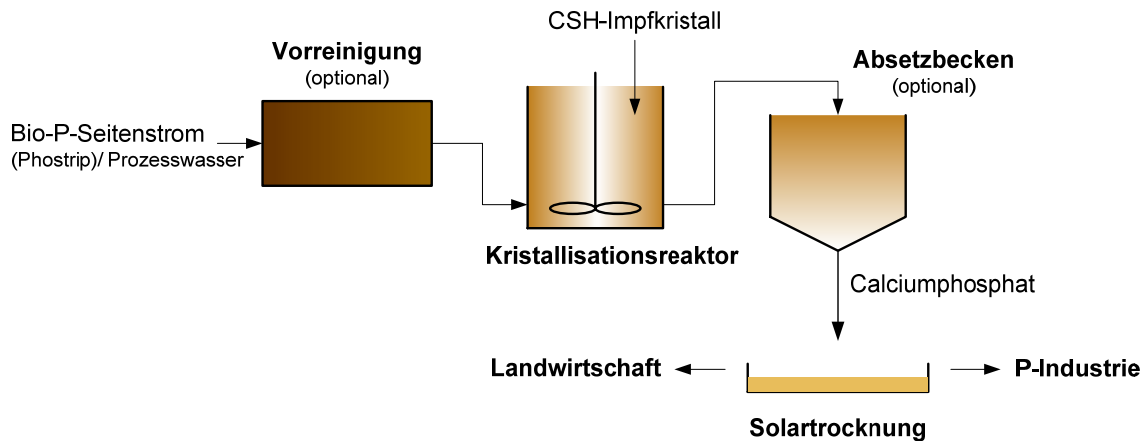 CSH-Impfkristall
Vorreinigung
(optional)
Absetzbecken
(optional)
Bio-P-Seitenstrom
(Phostrip)/ Prozesswasser
Kristallisationsreaktor
Calciumphosphat
Landwirtschaft
P-Industrie
Solartrocknung